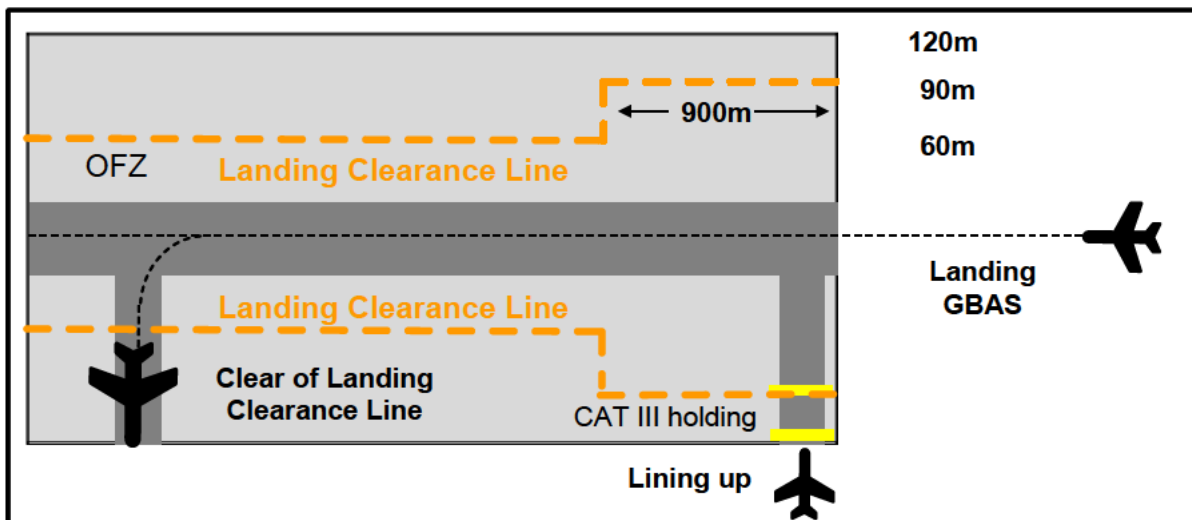 120m
90m
900m
60m
OFZ
Landing Clearance Line
Landing
GBAS
Landing Clearance Line
Clear of Landing
Clearance Line
CAT III holding
Lining up